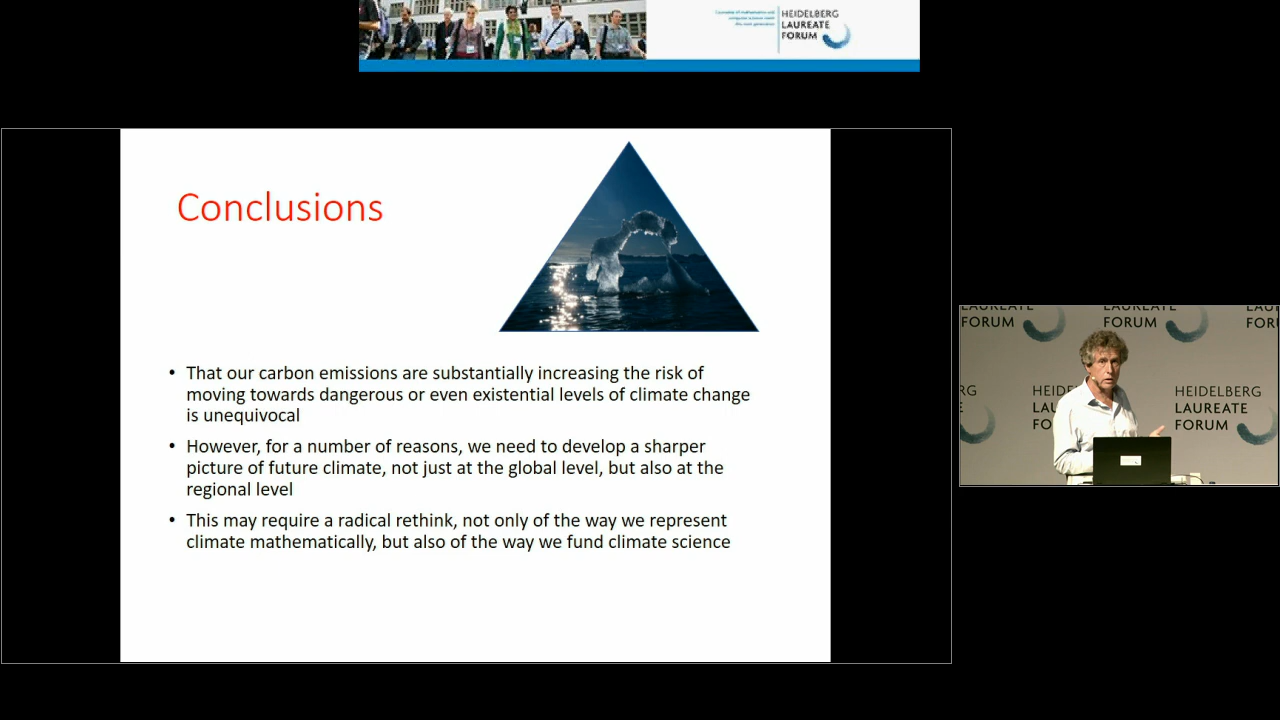 HEIDELBERG
LAUREATE
FORUM
Conclusions
• That our carbon emissions are substantially increasing the risk of
moving towards dangerous or even existential levels of climate change
is unequivocal
• However, for a number of reasons, we need to develop a sharper
picture of future climate, not just at the global level, but also at the
regional level
• This may require a radical rethink, not only of the way we represent
climate mathematically, but also of the way we fund climate science
LAUREATE
FORUM
LAUREATE
FORUM
FORUM
HEIDELBERG
LAUREATE
FORUM